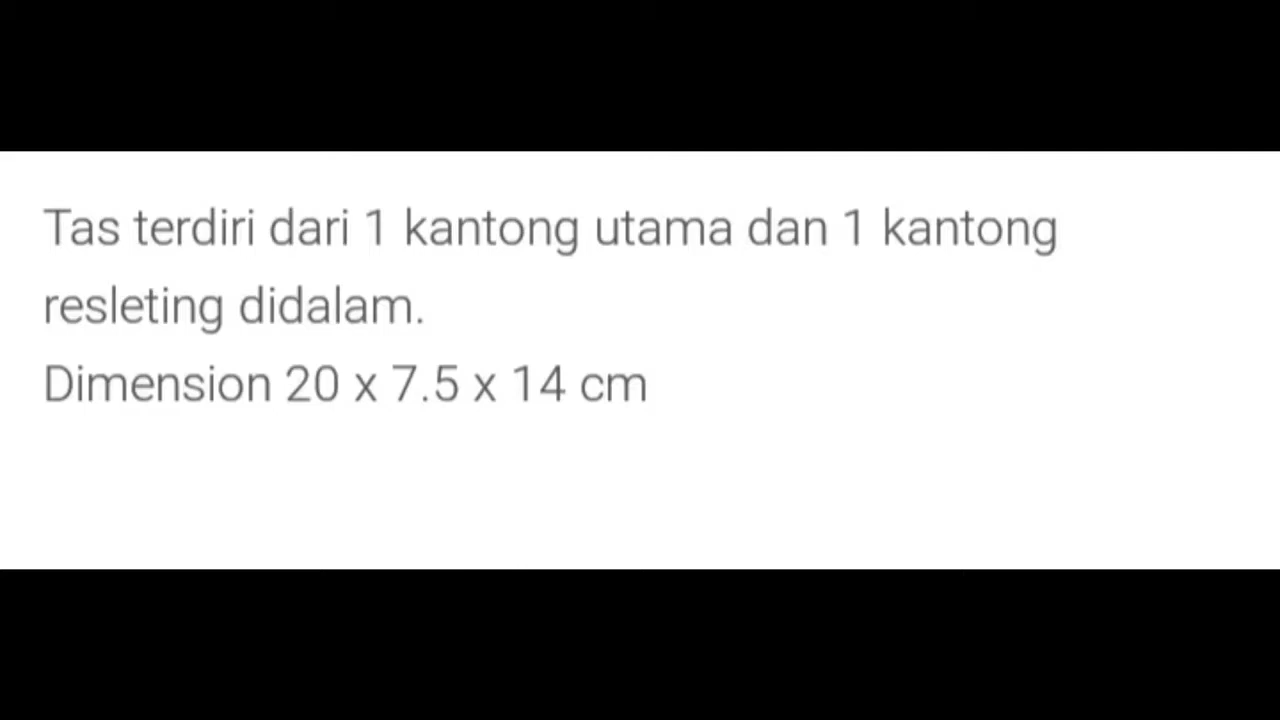 Tas terdiri dari 1 kantong utama dan 1 kantong
resleting didalam.
Dimension 20 x 7.5 x 14 cm